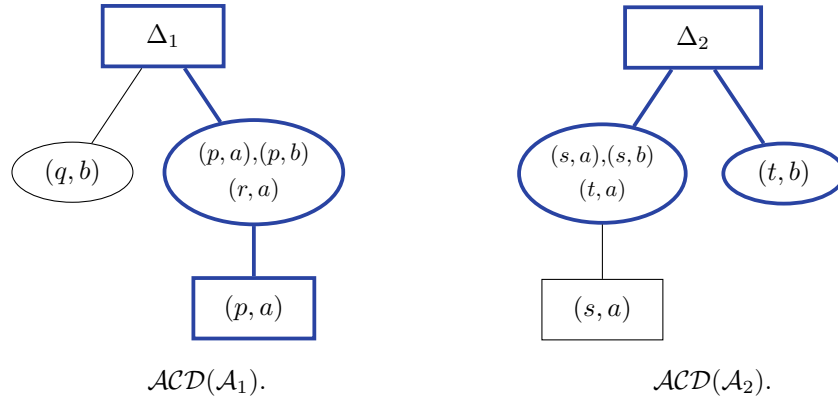 Δ₁
(q, b)
(p, a),(p, b)
(r, a)
(p, a)
𝒜𝒞𝒟(𝒜₁).
Δ₂
(s, a),(s, b)
(t, a)
(t, b)
(s, a)
𝒜𝒞𝒟(𝒜₂).